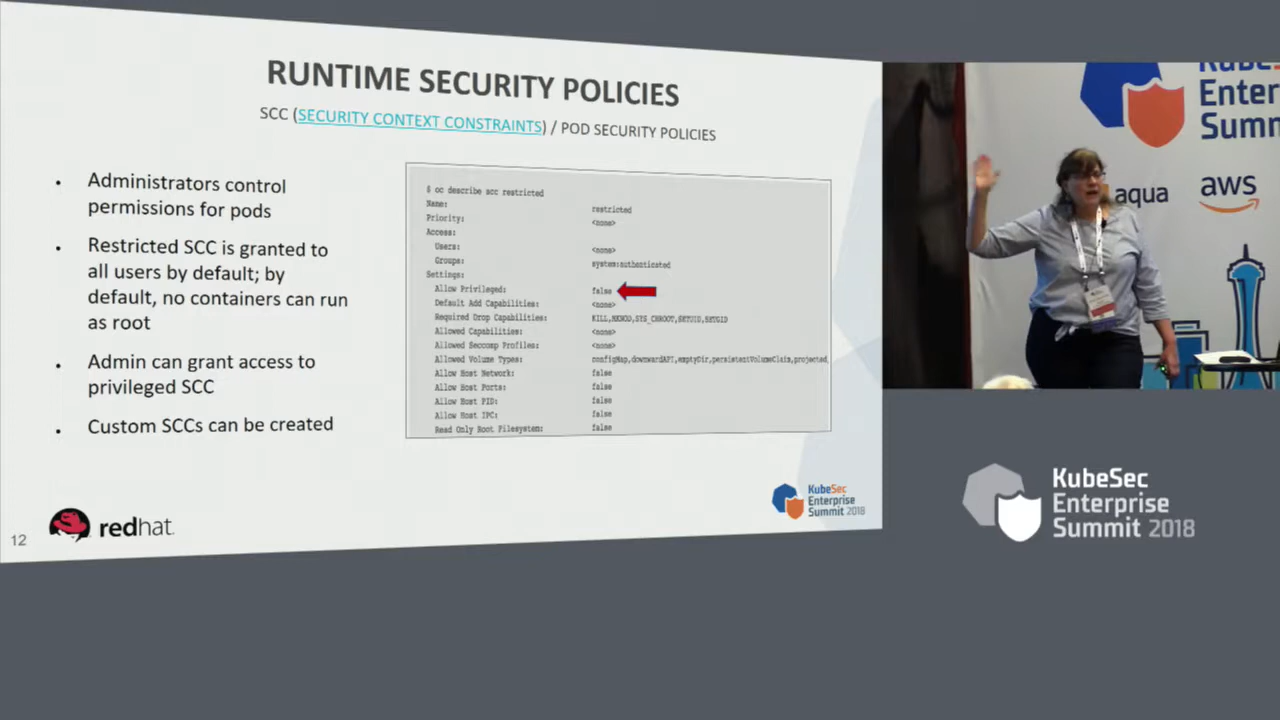 RUNTIME SECURITY POLICIES
SCC (SECURITY CONTEXT CONSTRAINTS) / POD SECURITY POLICIES
• Administrators control
permissions for pods
• Restricted SCC is granted to
all users by default; by
default, no containers can run
as root
• Admin can grant access to
privileged SCC
• Custom SCCs can be created
$ oc describe scc restricted
Name: restricted
Priority: <none>
Access:
Users: <none>
Groups: system:authenticated
Settings:
Allow Privileged: false
Default Add Capabilities: <none>
Required Drop Capabilities: KILL,MKNOD,SYS_CHROOT,SETUID,SETGID
Allowed Capabilities: <none>
Allowed Seccomp Profiles: <none>
Allowed Volume Types: configMap,downwardAPI,emptyDir,persistentVolumeClaim,projected,
Allow Host Network: false
Allow Host Ports: false
Allow Host PID: false
Allow Host IPC: false
Read Only Root Filesystem: false
12
redhat.
KubeSec
Enterprise
Summit 2018
Enter
Summ
aqua
aws
KubeSec
Enterprise
Summit 2018